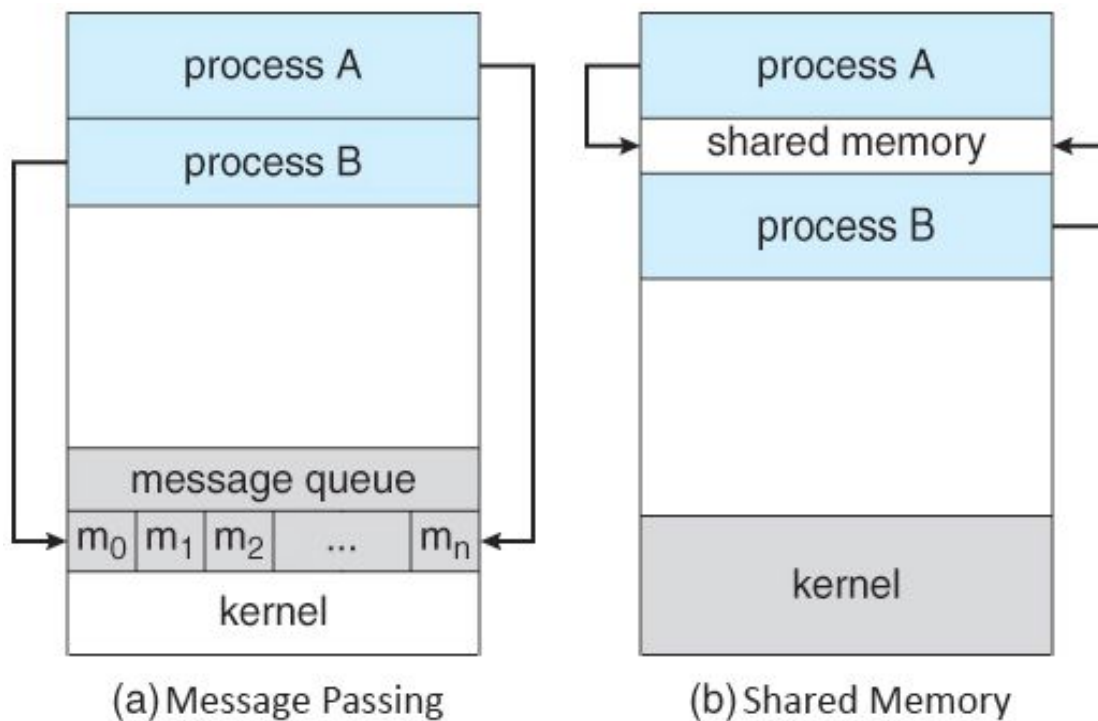 process A
process B
message queue
m0 m1 m2 ... mn
kernel
(a) Message Passing
process A
shared memory
process B
kernel
(b) Shared Memory